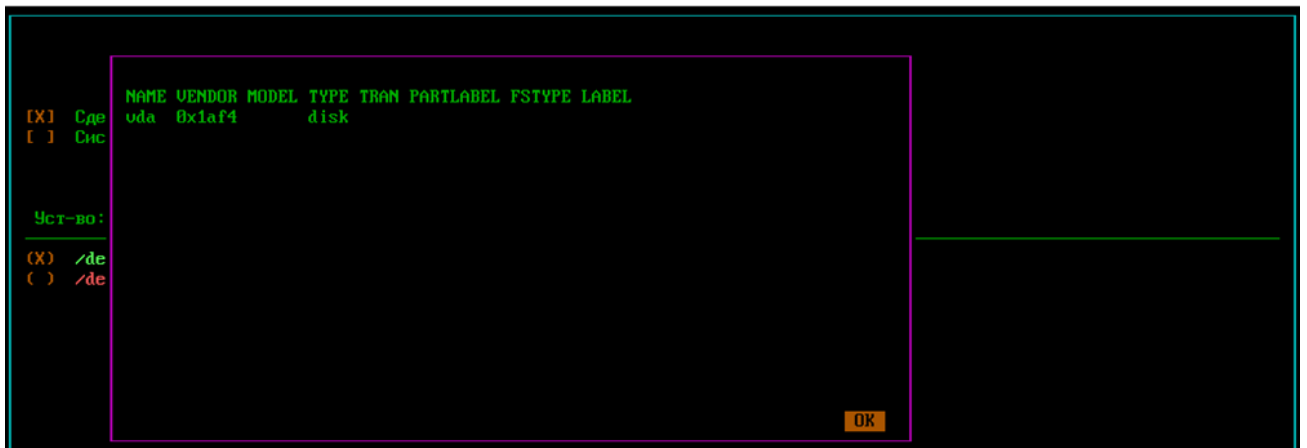 NAME VENDOR MODEL TYPE TRAN PARTLABEL FSTYPE LABEL
[X] Сде vda 0x1af4 disk
[ ] Сис
Уст-во:
(X) /de
( ) /de
OK